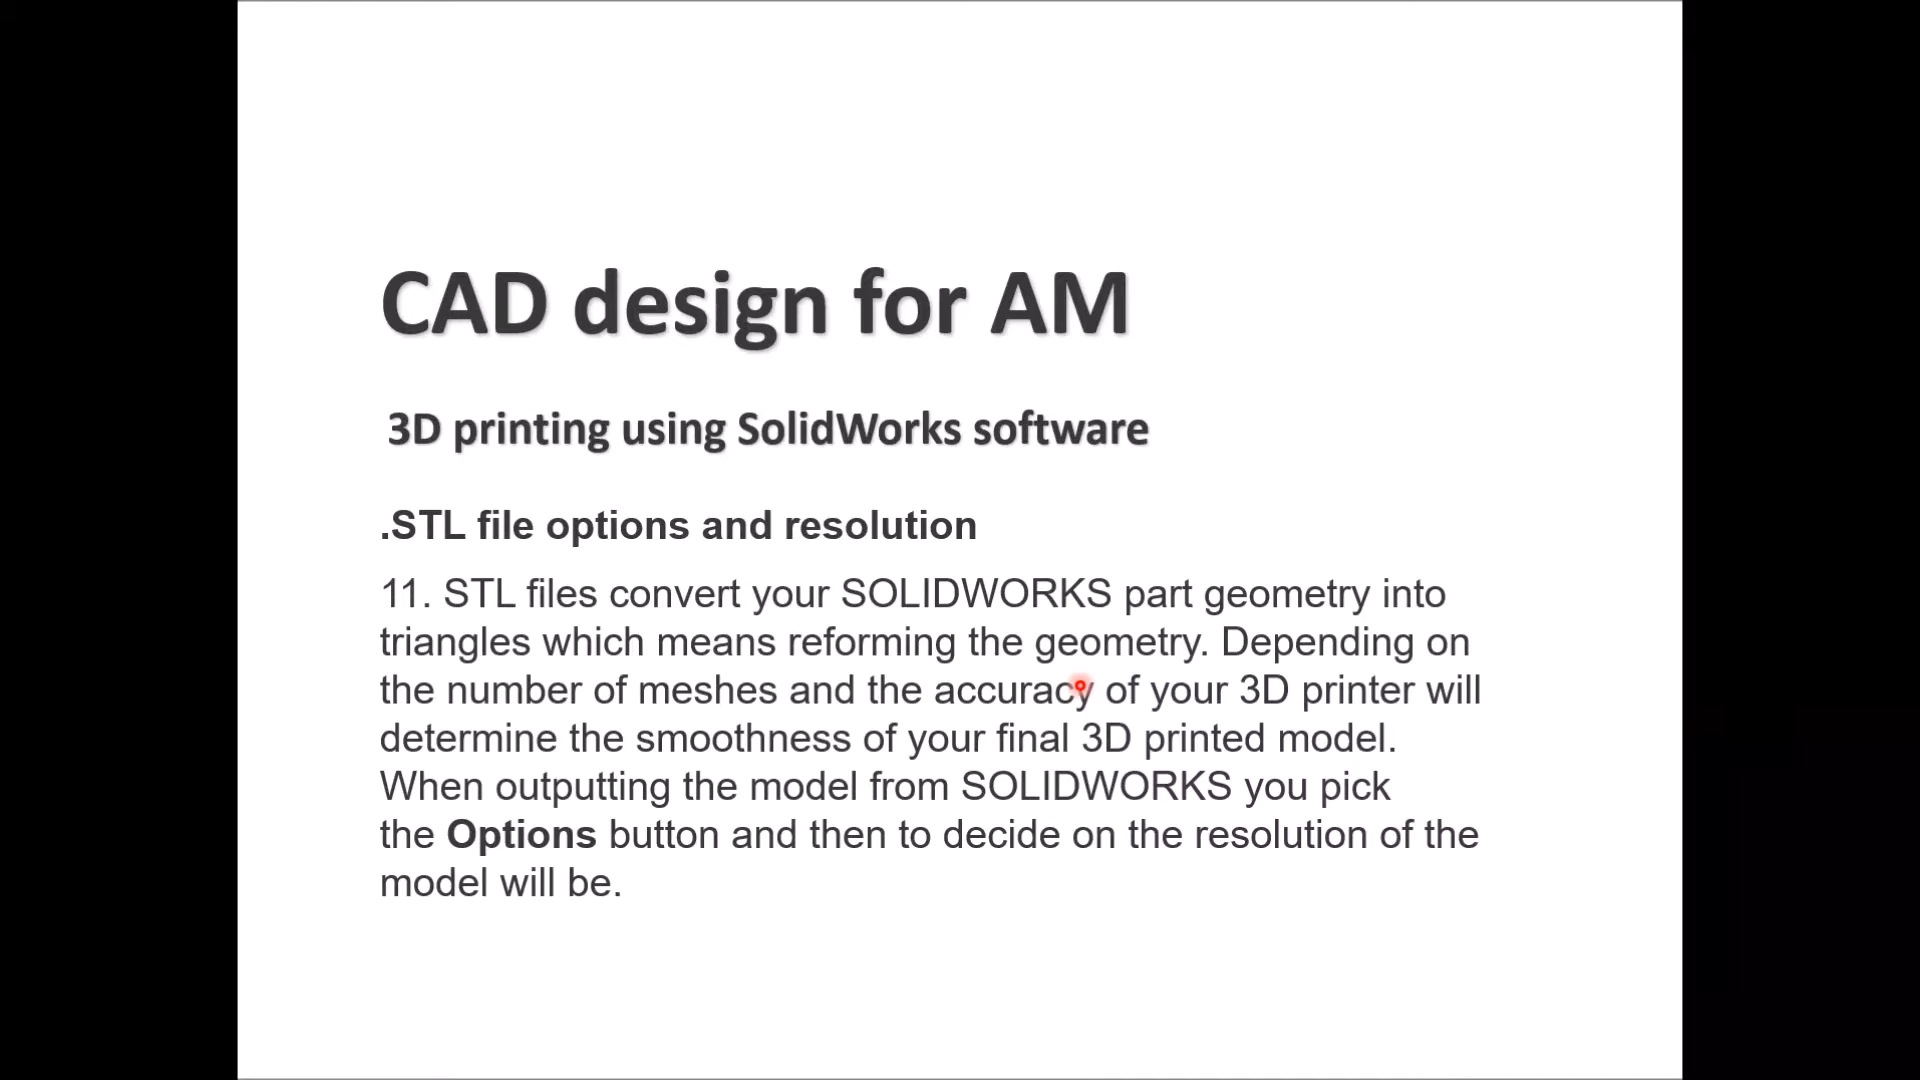 CAD design for AM
3D printing using SolidWorks software
.STL file options and resolution
11. STL files convert your SOLIDWORKS part geometry into
triangles which means reforming the geometry. Depending on
the number of meshes and the accuracy of your 3D printer will
determine the smoothness of your final 3D printed model.
When outputting the model from SOLIDWORKS you pick
the Options button and then to decide on the resolution of the
model will be.